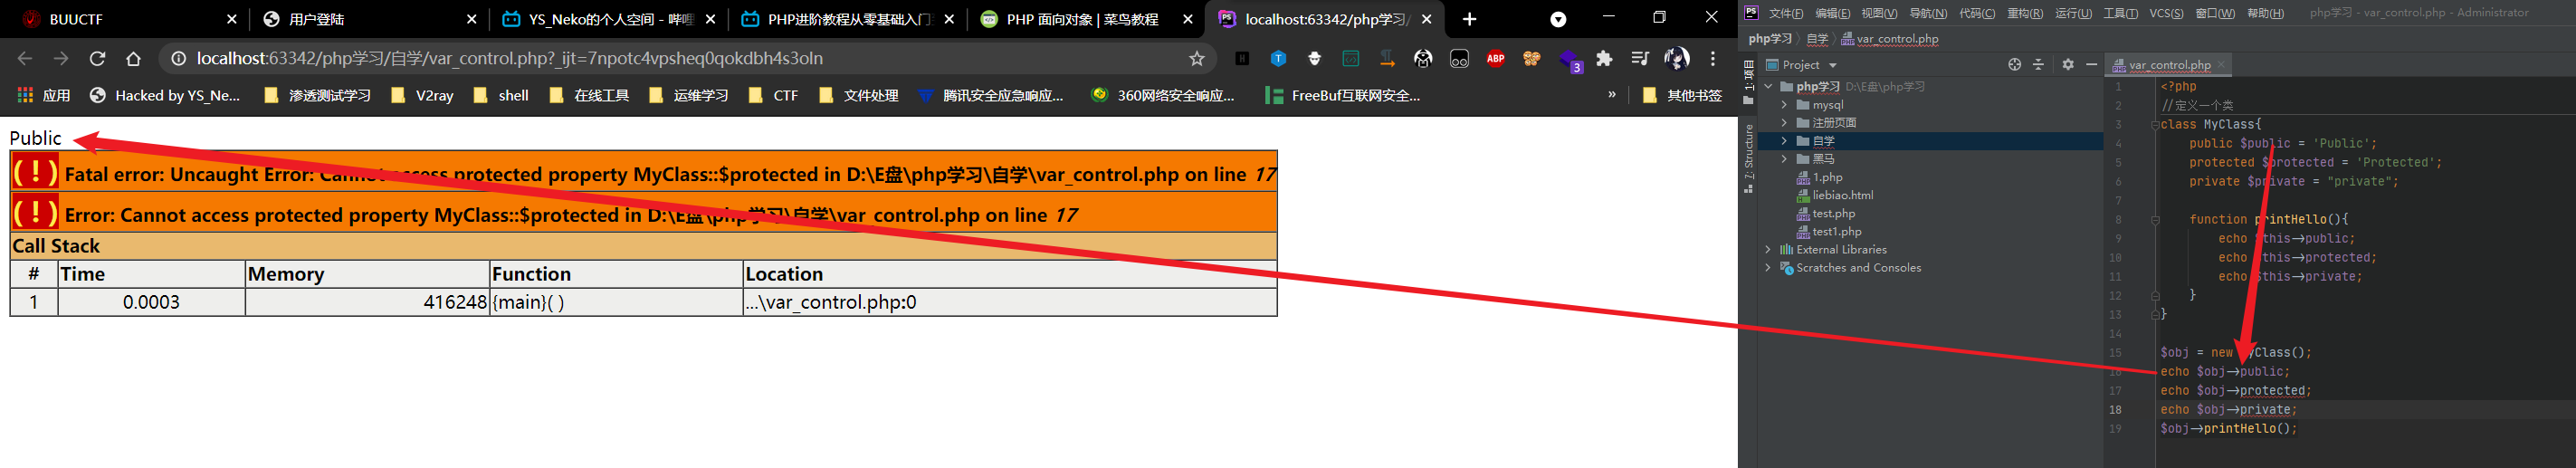 BUUCTF
用户登陆
YS_Neko的个人空间 - 哔哩
PHP进阶教程从零基础入门
PHP 面向对象 | 菜鸟教程
localhost:63342/php学习/
localhost:63342/php学习/自学/var_control.php?_ijt=7npotc4vpsheq0qokdbh4s3oln
ABP
3
应用
Hacked by YS_Ne...
渗透测试学习
V2ray
shell
在线工具
运维学习
CTF
文件处理
腾讯安全应急响应...
360网络安全响应...
FreeBuf互联网安全...
»
其他书签
Public
( ! ) Fatal error: Uncaught Error: Cannot access protected property MyClass::$protected in D:\E盘\php学习\自学\var_control.php on line 17
( ! ) Error: Cannot access protected property MyClass::$protected in D:\E盘\php学习\自学\var_control.php on line 17
Call Stack
# Time Memory Function Location
1 0.0003 416248 {main}( ) ...\var_control.php:0
文件(F) 编辑(E) 视图(V) 导航(N) 代码(C) 重构(R) 运行(U) 工具(T) VCS(S) 窗口(W) 帮助(H) php学习 - var_control.php - Administrator
php学习 自学 var_control.php
1: 项目
7: Structure
Project
php学习 D:\E盘\php学习
mysql
注册页面
自学
黑马
1.php
liebiao.html
test.php
test1.php
External Libraries
Scratches and Consoles
var_control.php
1 <?php
2 //定义一个类
3 class MyClass{
4 public $public = 'Public';
5 protected $protected = 'Protected';
6 private $private = "private";
7
8 function printHello(){
9 echo $this->public;
10 echo $this->protected;
11 echo $this->private;
12 }
13 }
14
15 $obj = new MyClass();
16 echo $obj->public;
17 echo $obj->protected;
18 echo $obj->private;
19 $obj->printHello();